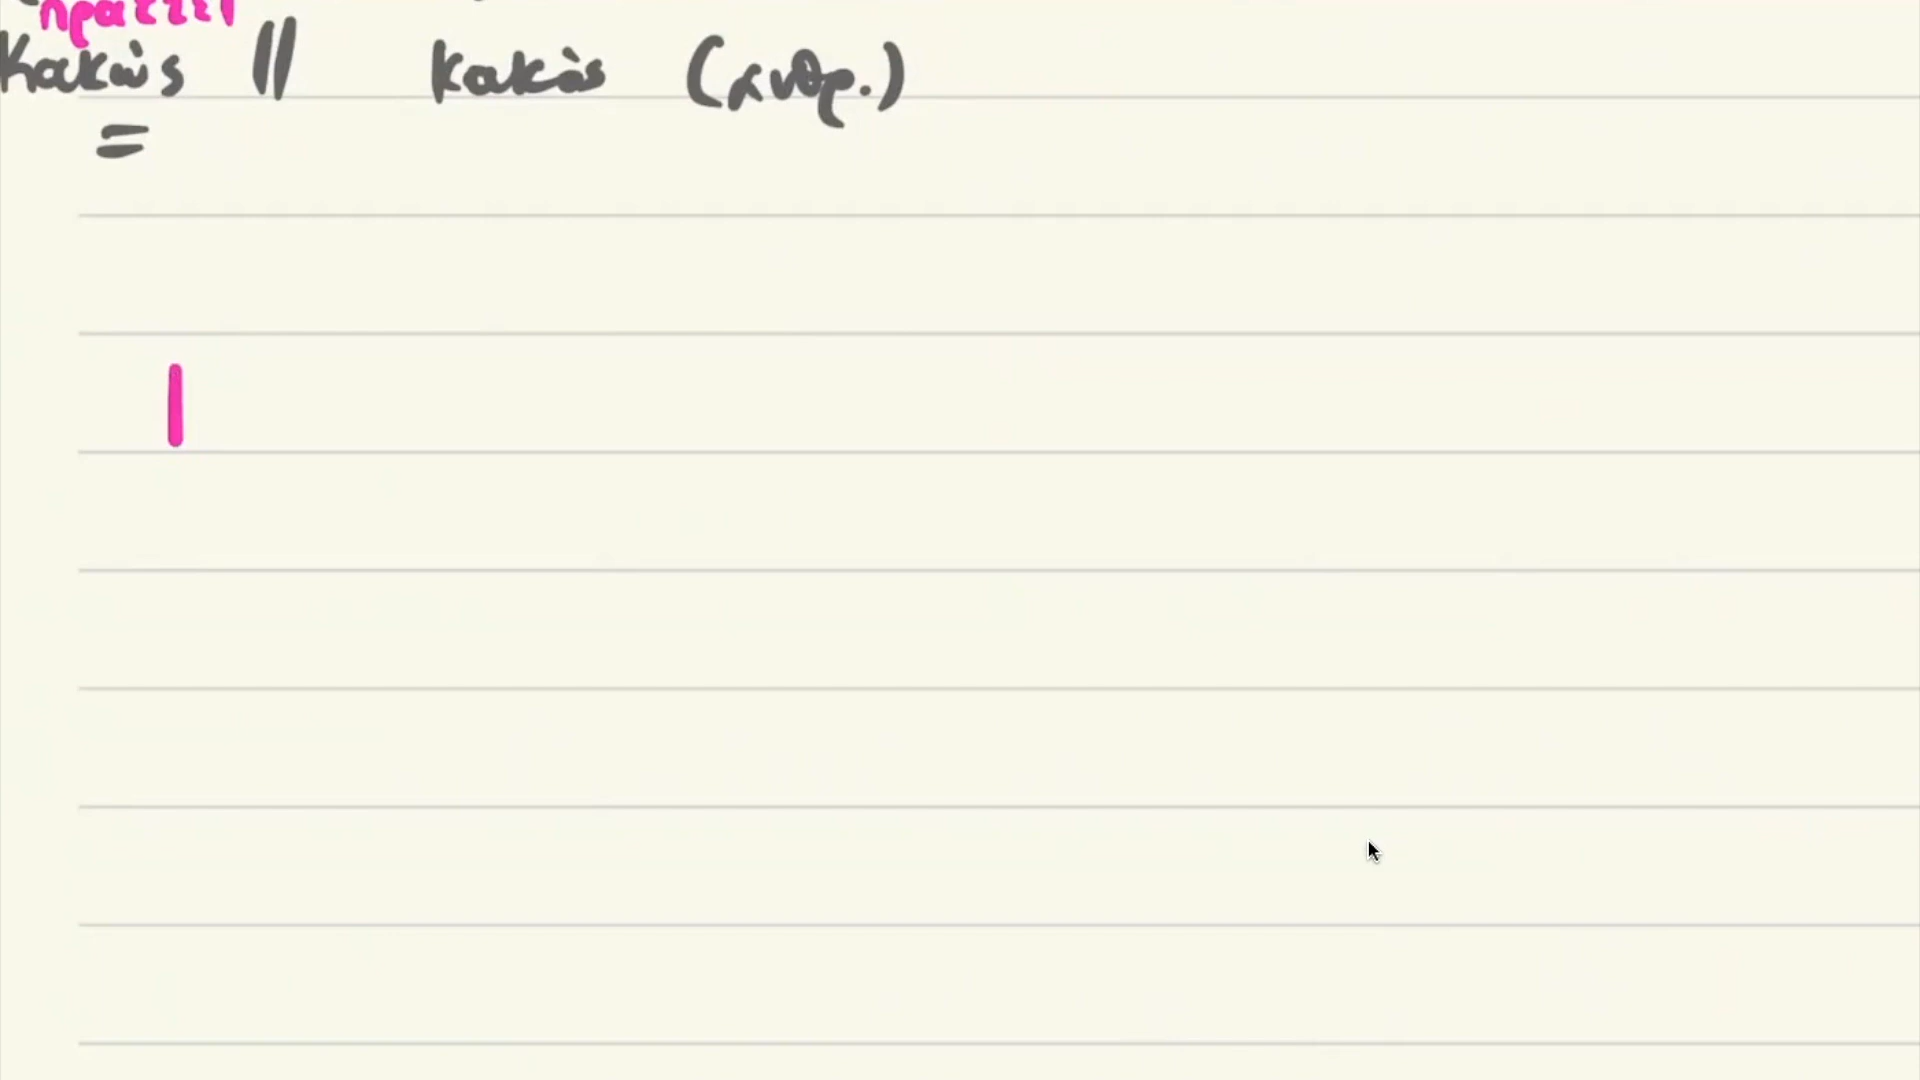 πράττει
κακῶς || κακὸς (ἄνθρ.)
=